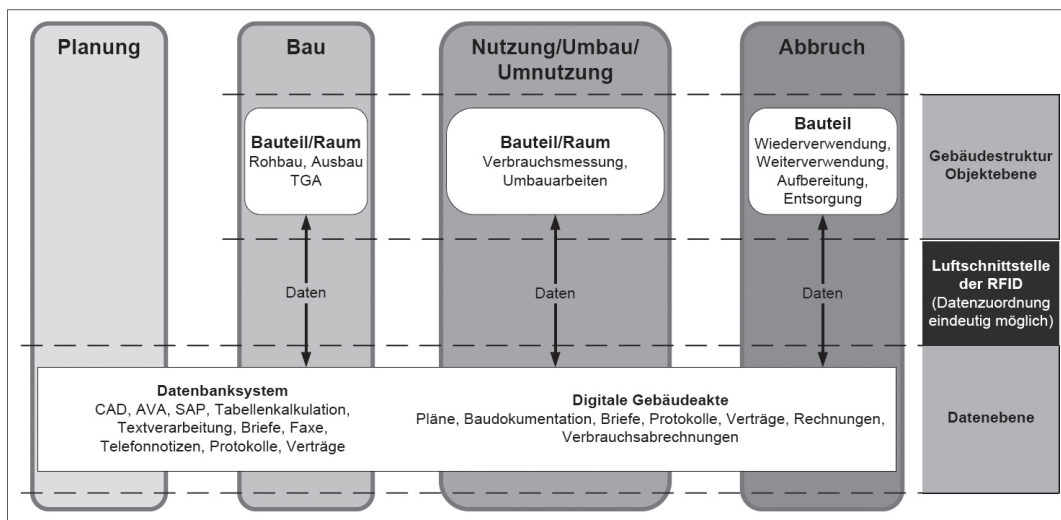 Planung
Bau
Nutzung/Umbau/
Umnutzung
Abbruch
Bauteil/Raum
Rohbau, Ausbau
TGA
Bauteil/Raum
Verbrauchsmessung,
Umbauarbeiten
Bauteil
Wiederverwendung,
Weiterverwendung,
Aufbereitung,
Entsorgung
Gebäudestruktur
Objektebene
Daten
Daten
Daten
Luftschnittstelle
der RFID
(Datenzuordnung
eindeutig möglich)
Datenbanksystem
CAD, AVA, SAP, Tabellenkalkulation,
Textverarbeitung, Briefe, Faxe,
Telefonnotizen, Protokolle, Verträge
Digitale Gebäudeakte
Pläne, Baudokumentation, Briefe, Protokolle, Verträge, Rechnungen,
Verbrauchsabrechnungen
Datenebene